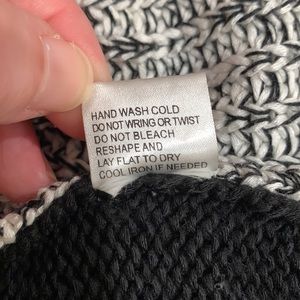 HAND WASH COLD
DO NOT WRING OR TWIST
DO NOT BLEACH
RESHAPE AND
LAY FLAT TO DRY
COOL IRON IF NEEDED